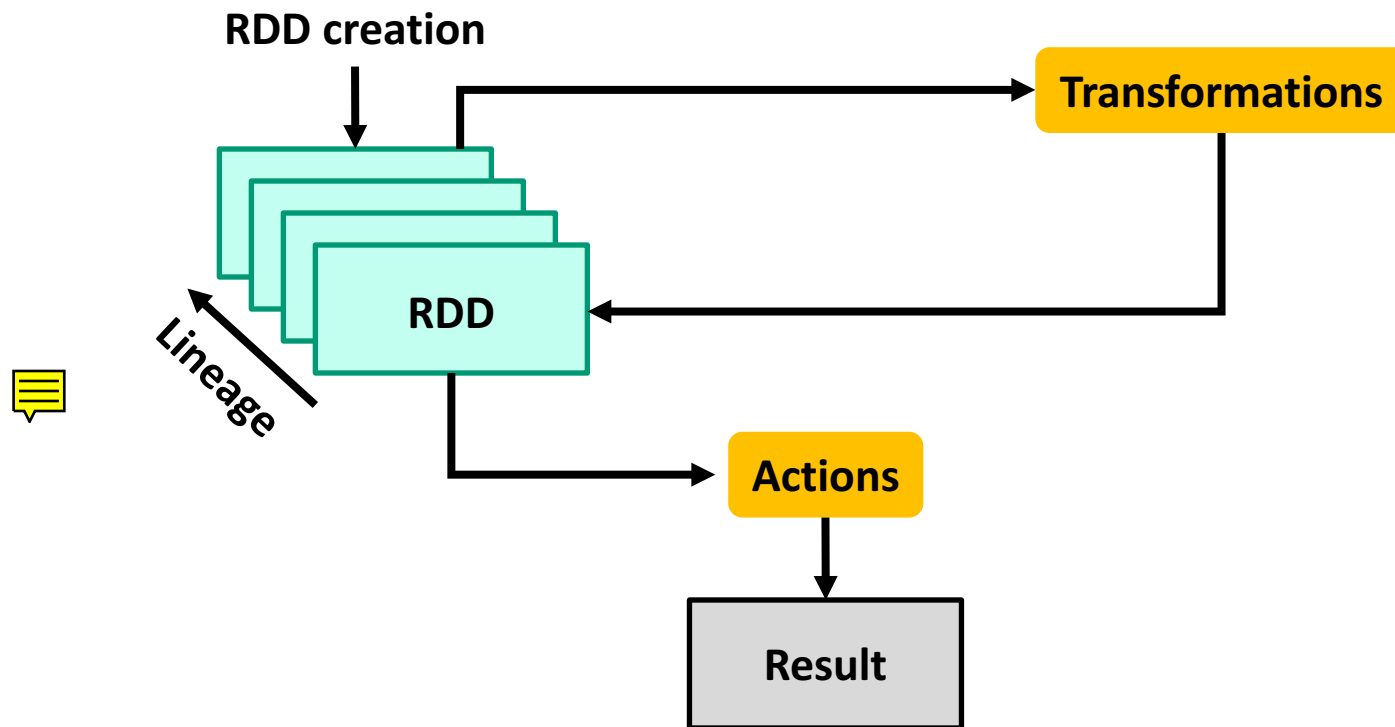 RDD creation
Transformations
RDD
Lineage
Actions
Result